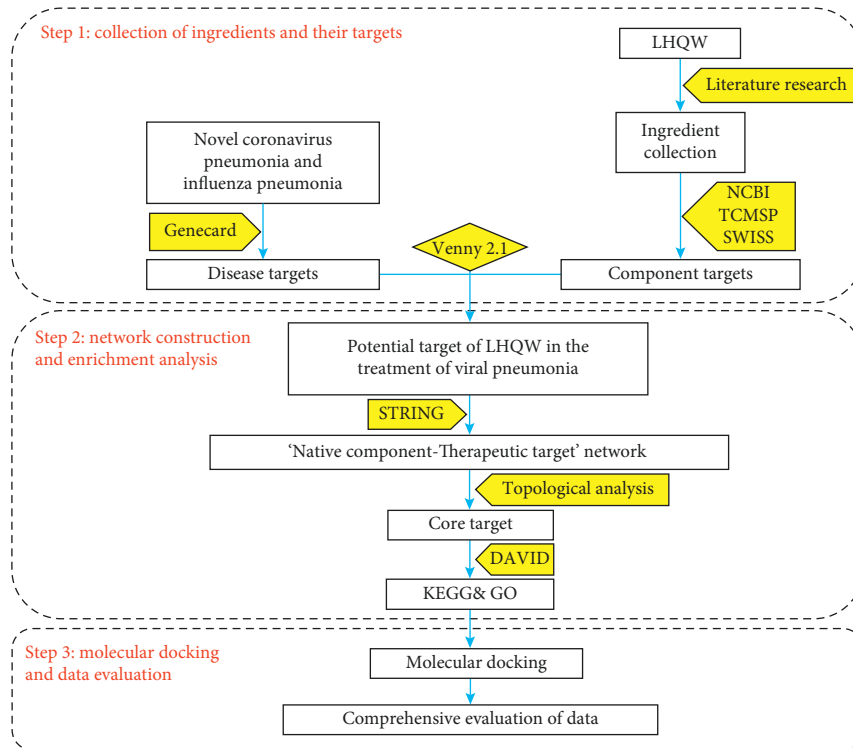 Step 1: collection of ingredients and their targets
LHQW
Literature research
Novel coronavirus
pneumonia and
influenza pneumonia
Ingredient
collection
Genecard
NCBI
TCMSP
SWISS
Venny 2.1
Disease targets
Component targets
Step 2: network construction
and enrichment analysis
Potential target of LHQW in the
treatment of viral pneumonia
STRING
‘Native component-Therapeutic target’ network
Topological analysis
Core target
DAVID
KEGG& GO
Step 3: molecular docking
and data evaluation
Molecular docking
Comprehensive evaluation of data